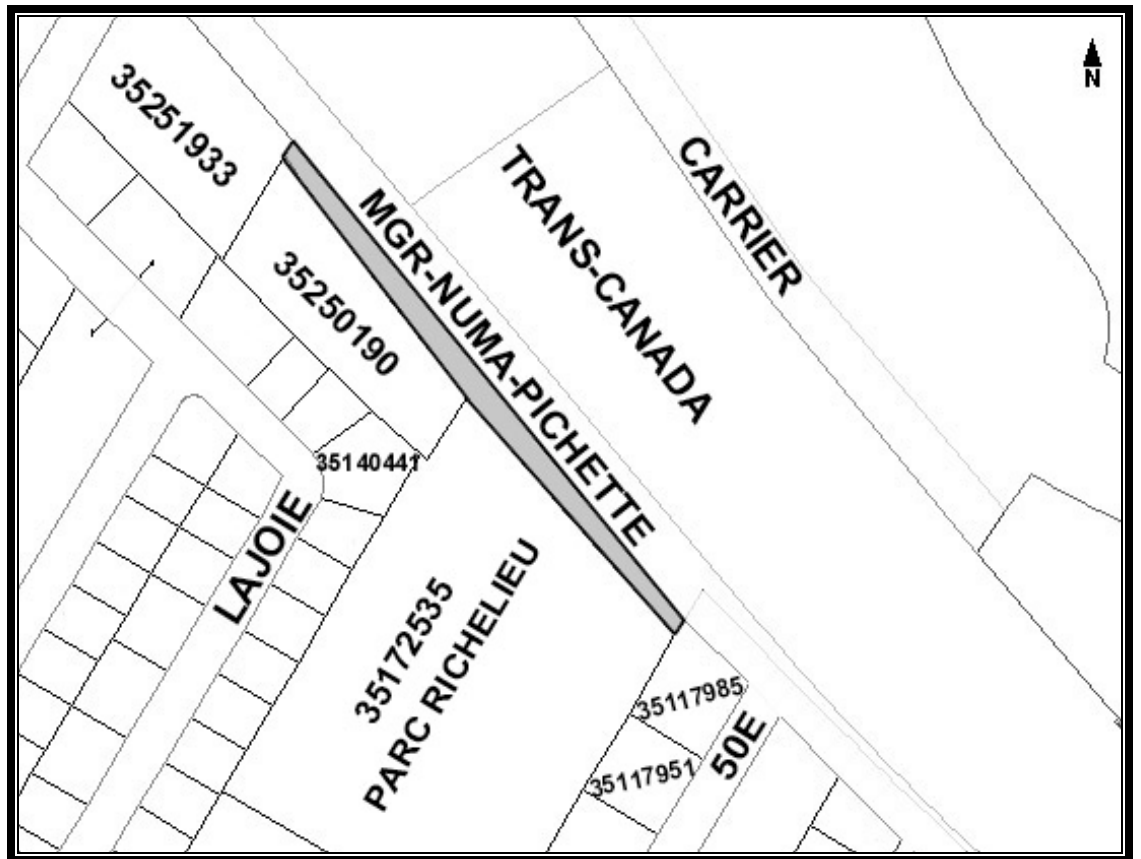 N
35251933
CARRIER
TRANS-CANADA
MGR-NUMA-PICHETTE
35250190
35140441
LAJOIE
35172535
PARC RICHELIEU
35117985
50E
35117951